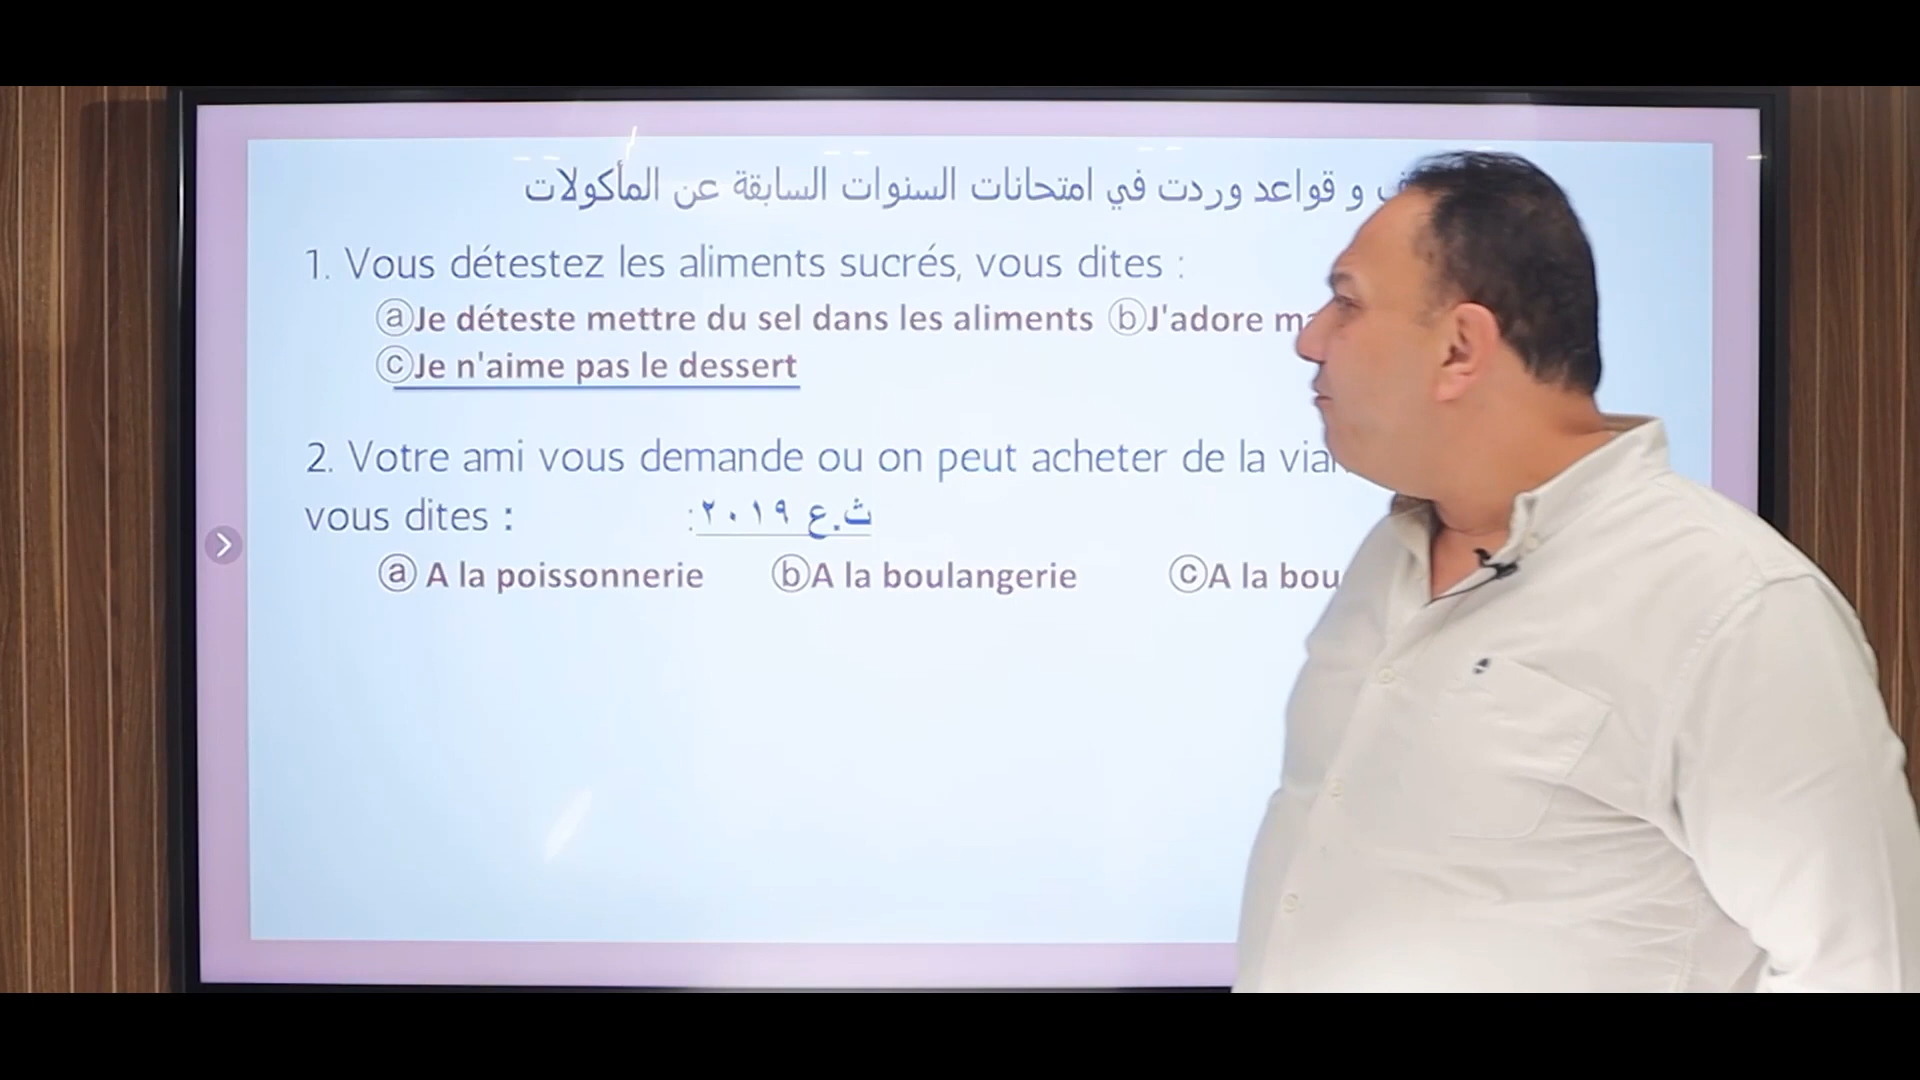 و قواعد وردت في امتحانات السنوات السابقة عن المأكولات
1. Vous détestez les aliments sucrés, vous dites :
ⓐJe déteste mettre du sel dans les aliments ⓑJ'adore
ⓒJe n'aime pas le dessert
2. Votre ami vous demande ou on peut acheter de la
vous dites : ث.ع ٢٠١٩:
ⓐ A la poissonnerie ⓑA la boulangerie ⓒA la